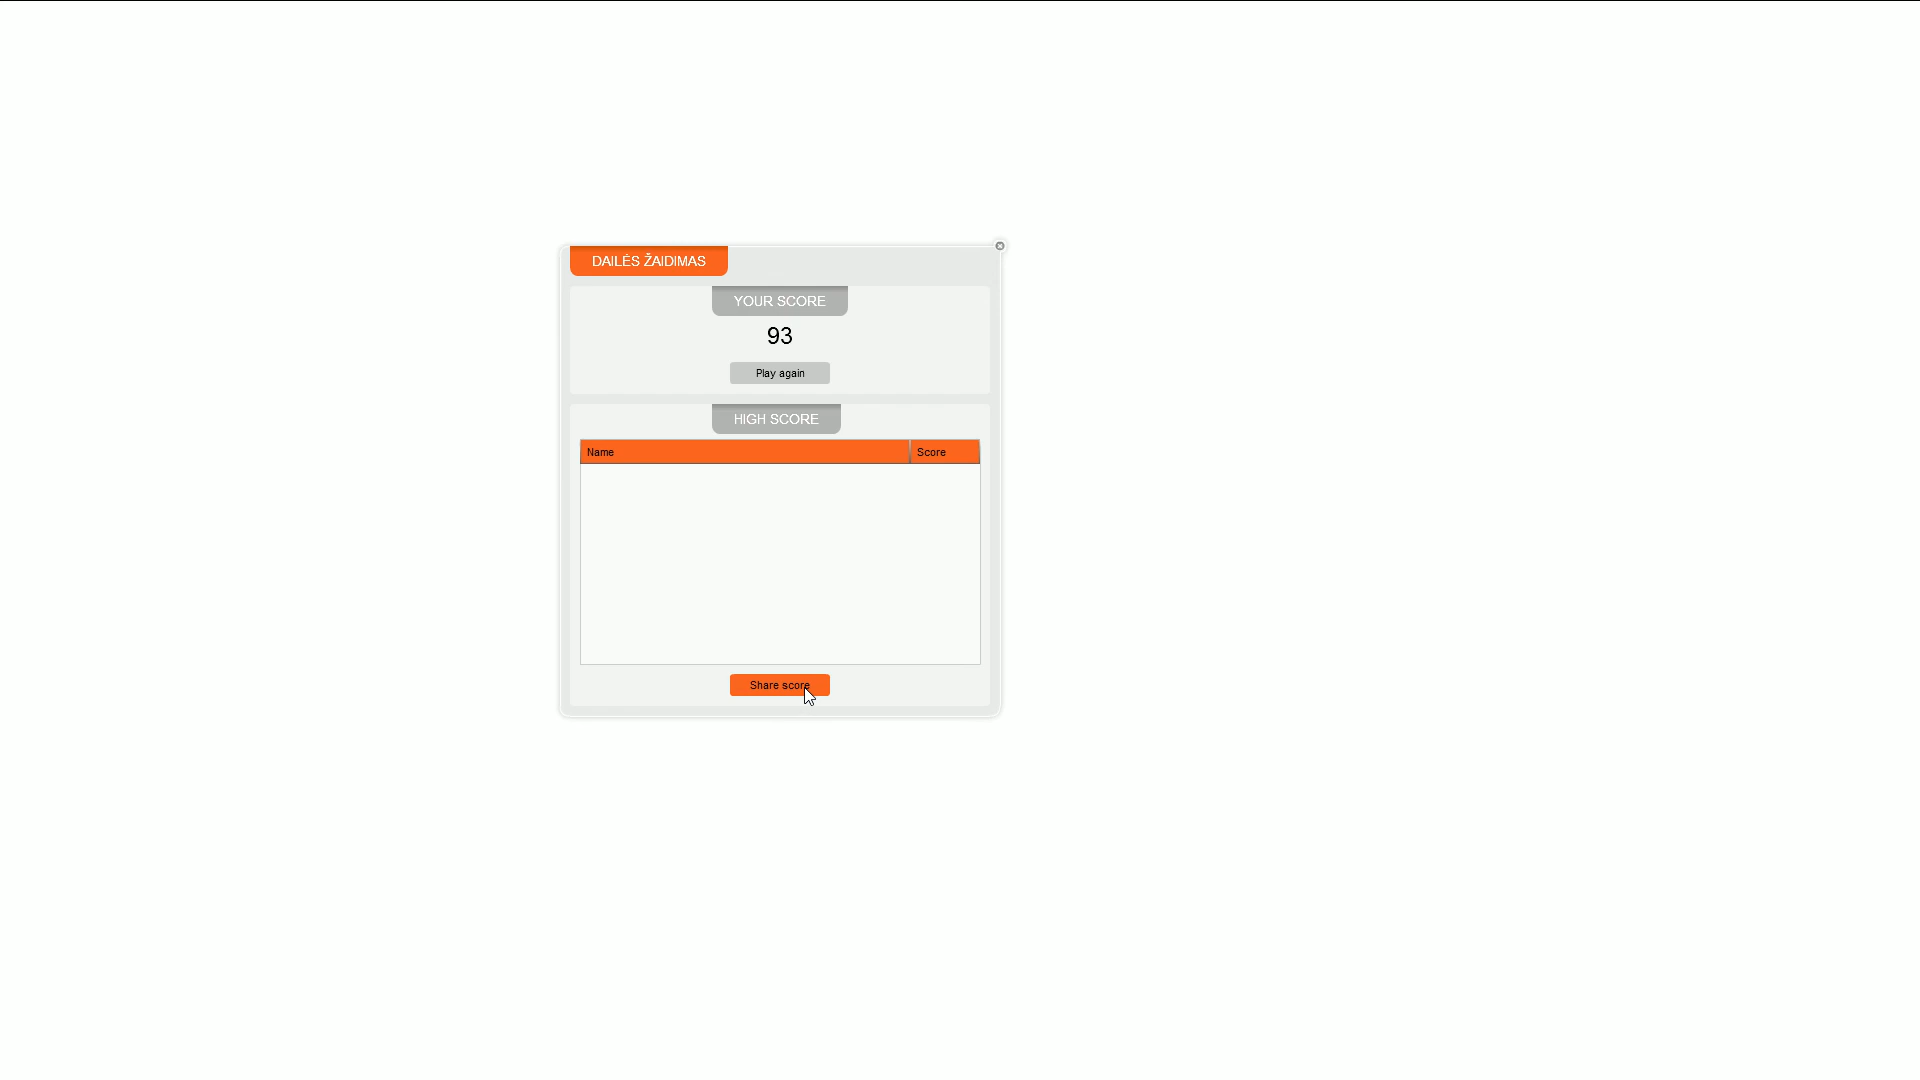 DAILĖS ŽAIDIMAS
YOUR SCORE
93
Play again
HIGH SCORE
Name Score
Share score